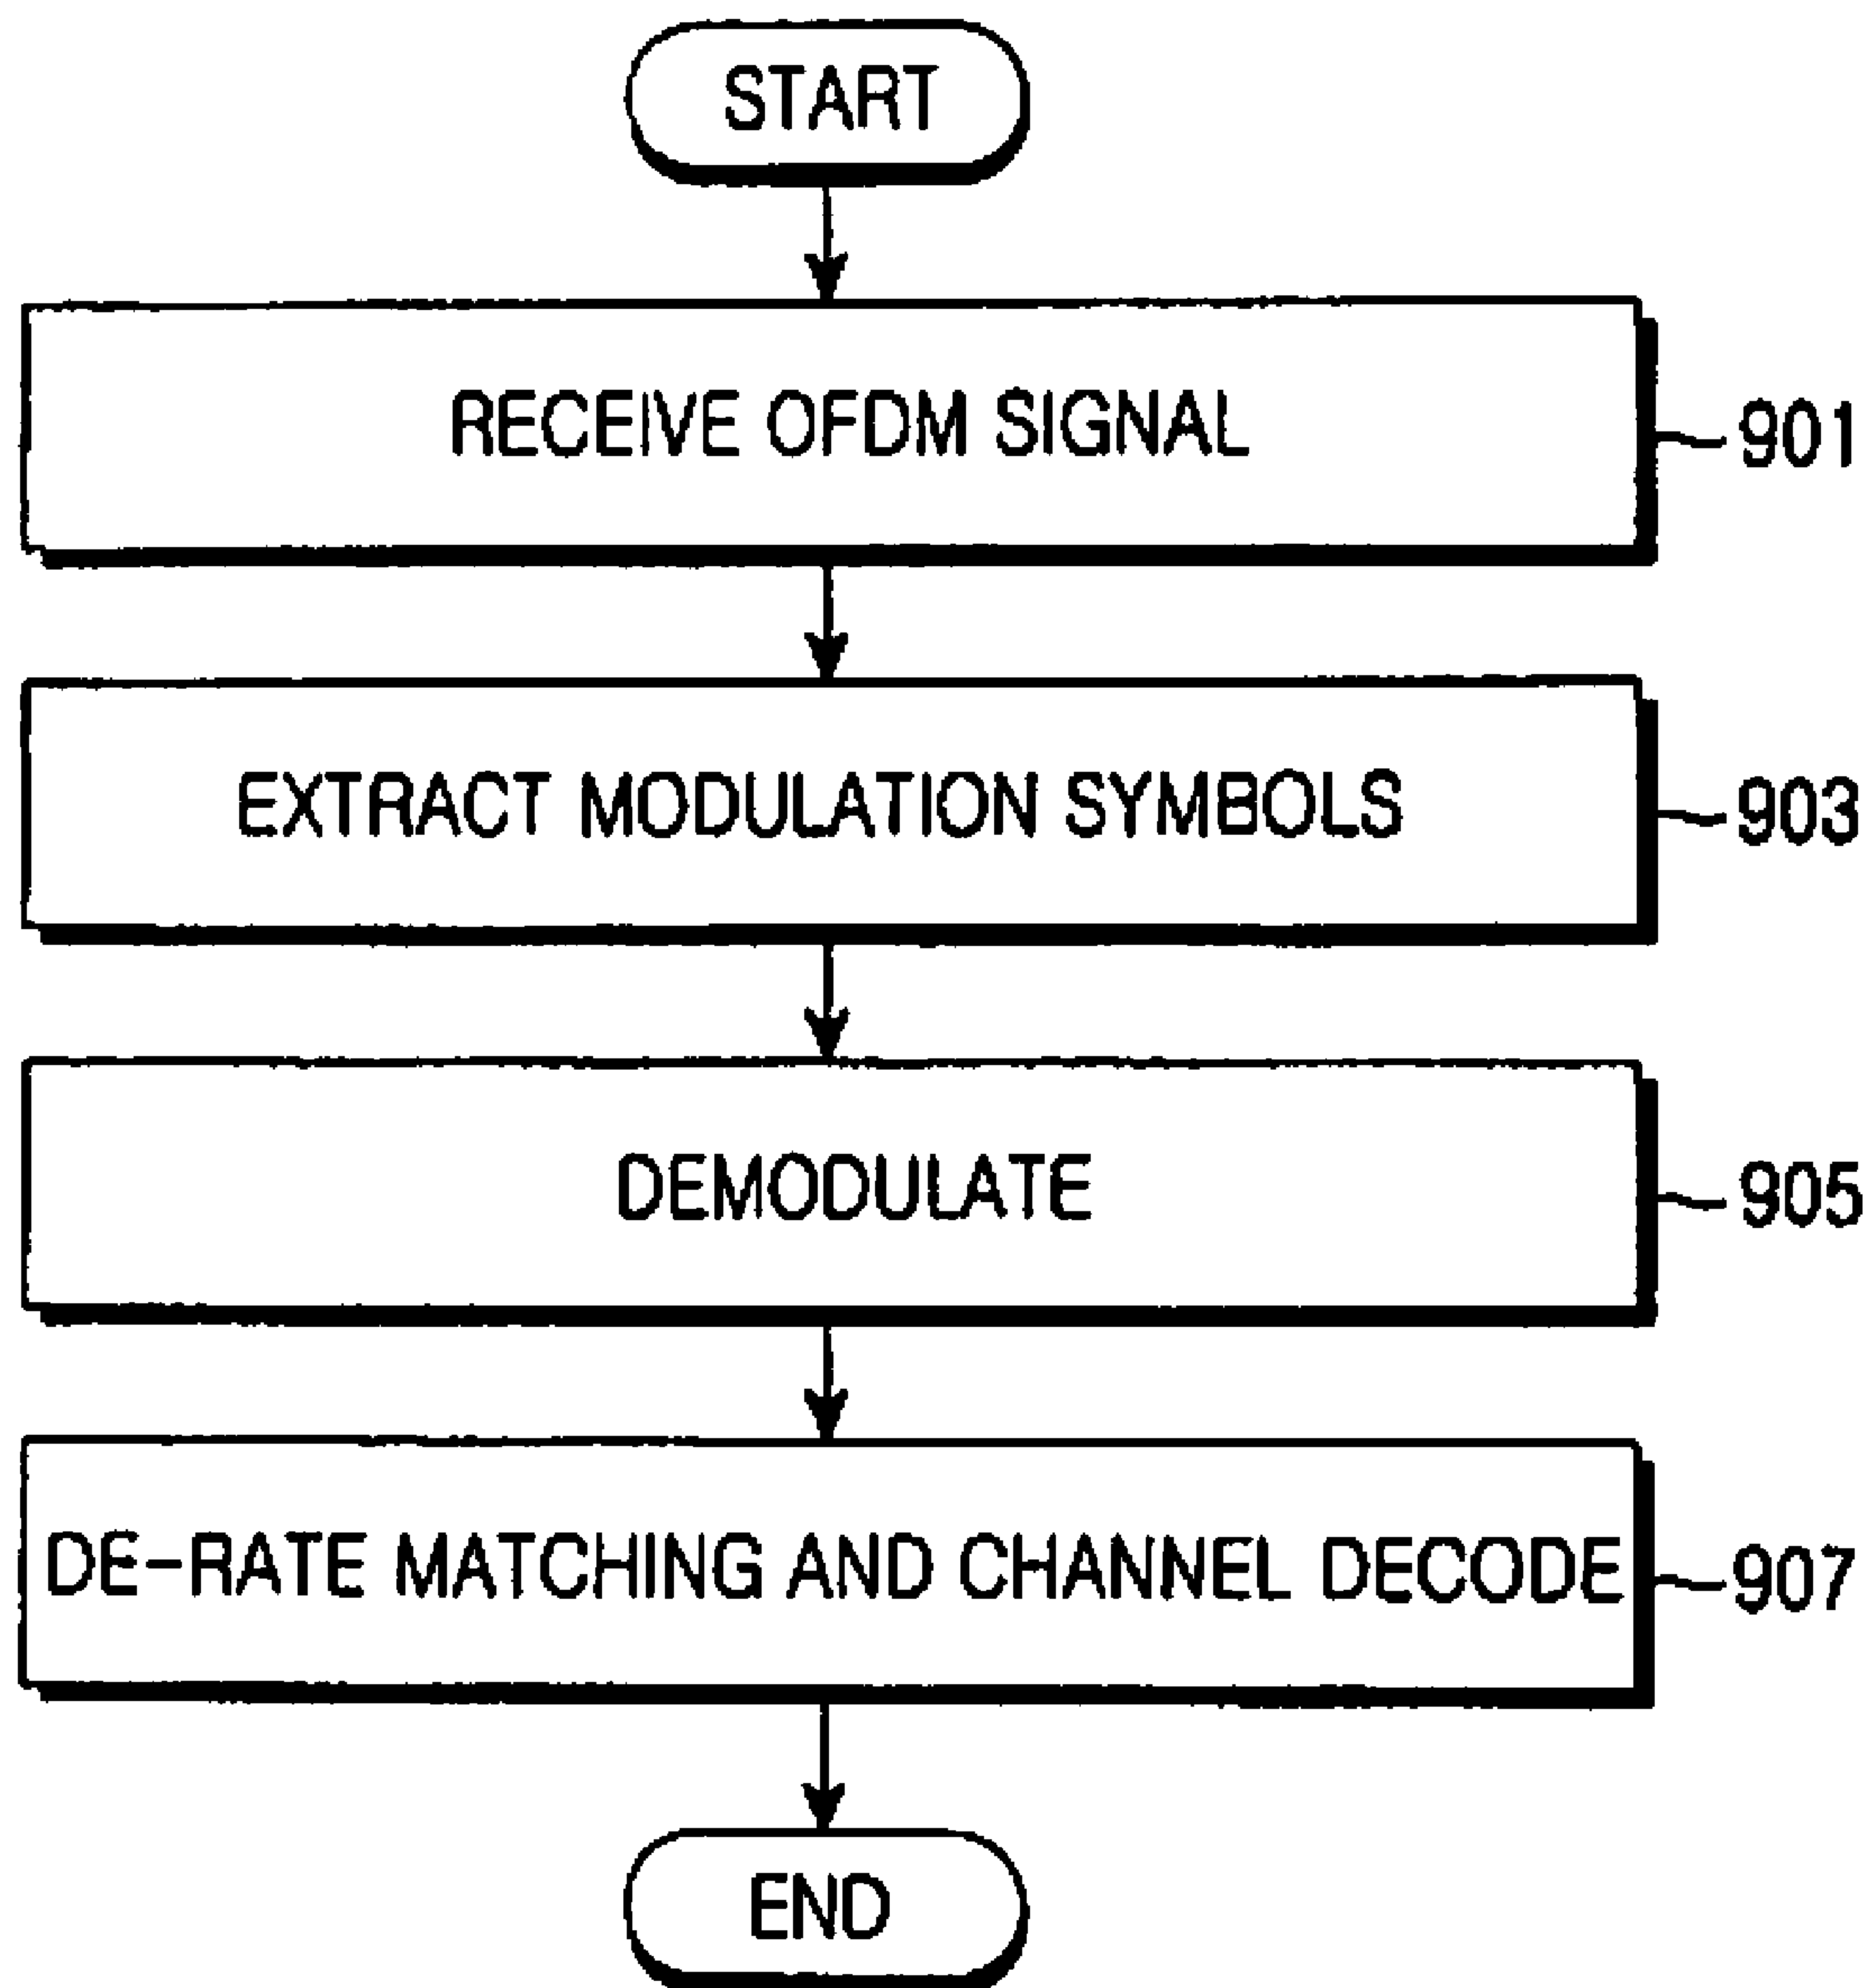 START
RECEIVE OFDM SIGNAL
901
EXTRACT MODULATION SYMBOLS
903
DEMODULATE
905
DE-RATE MATCHING AND CHANNEL DECODE
907
END